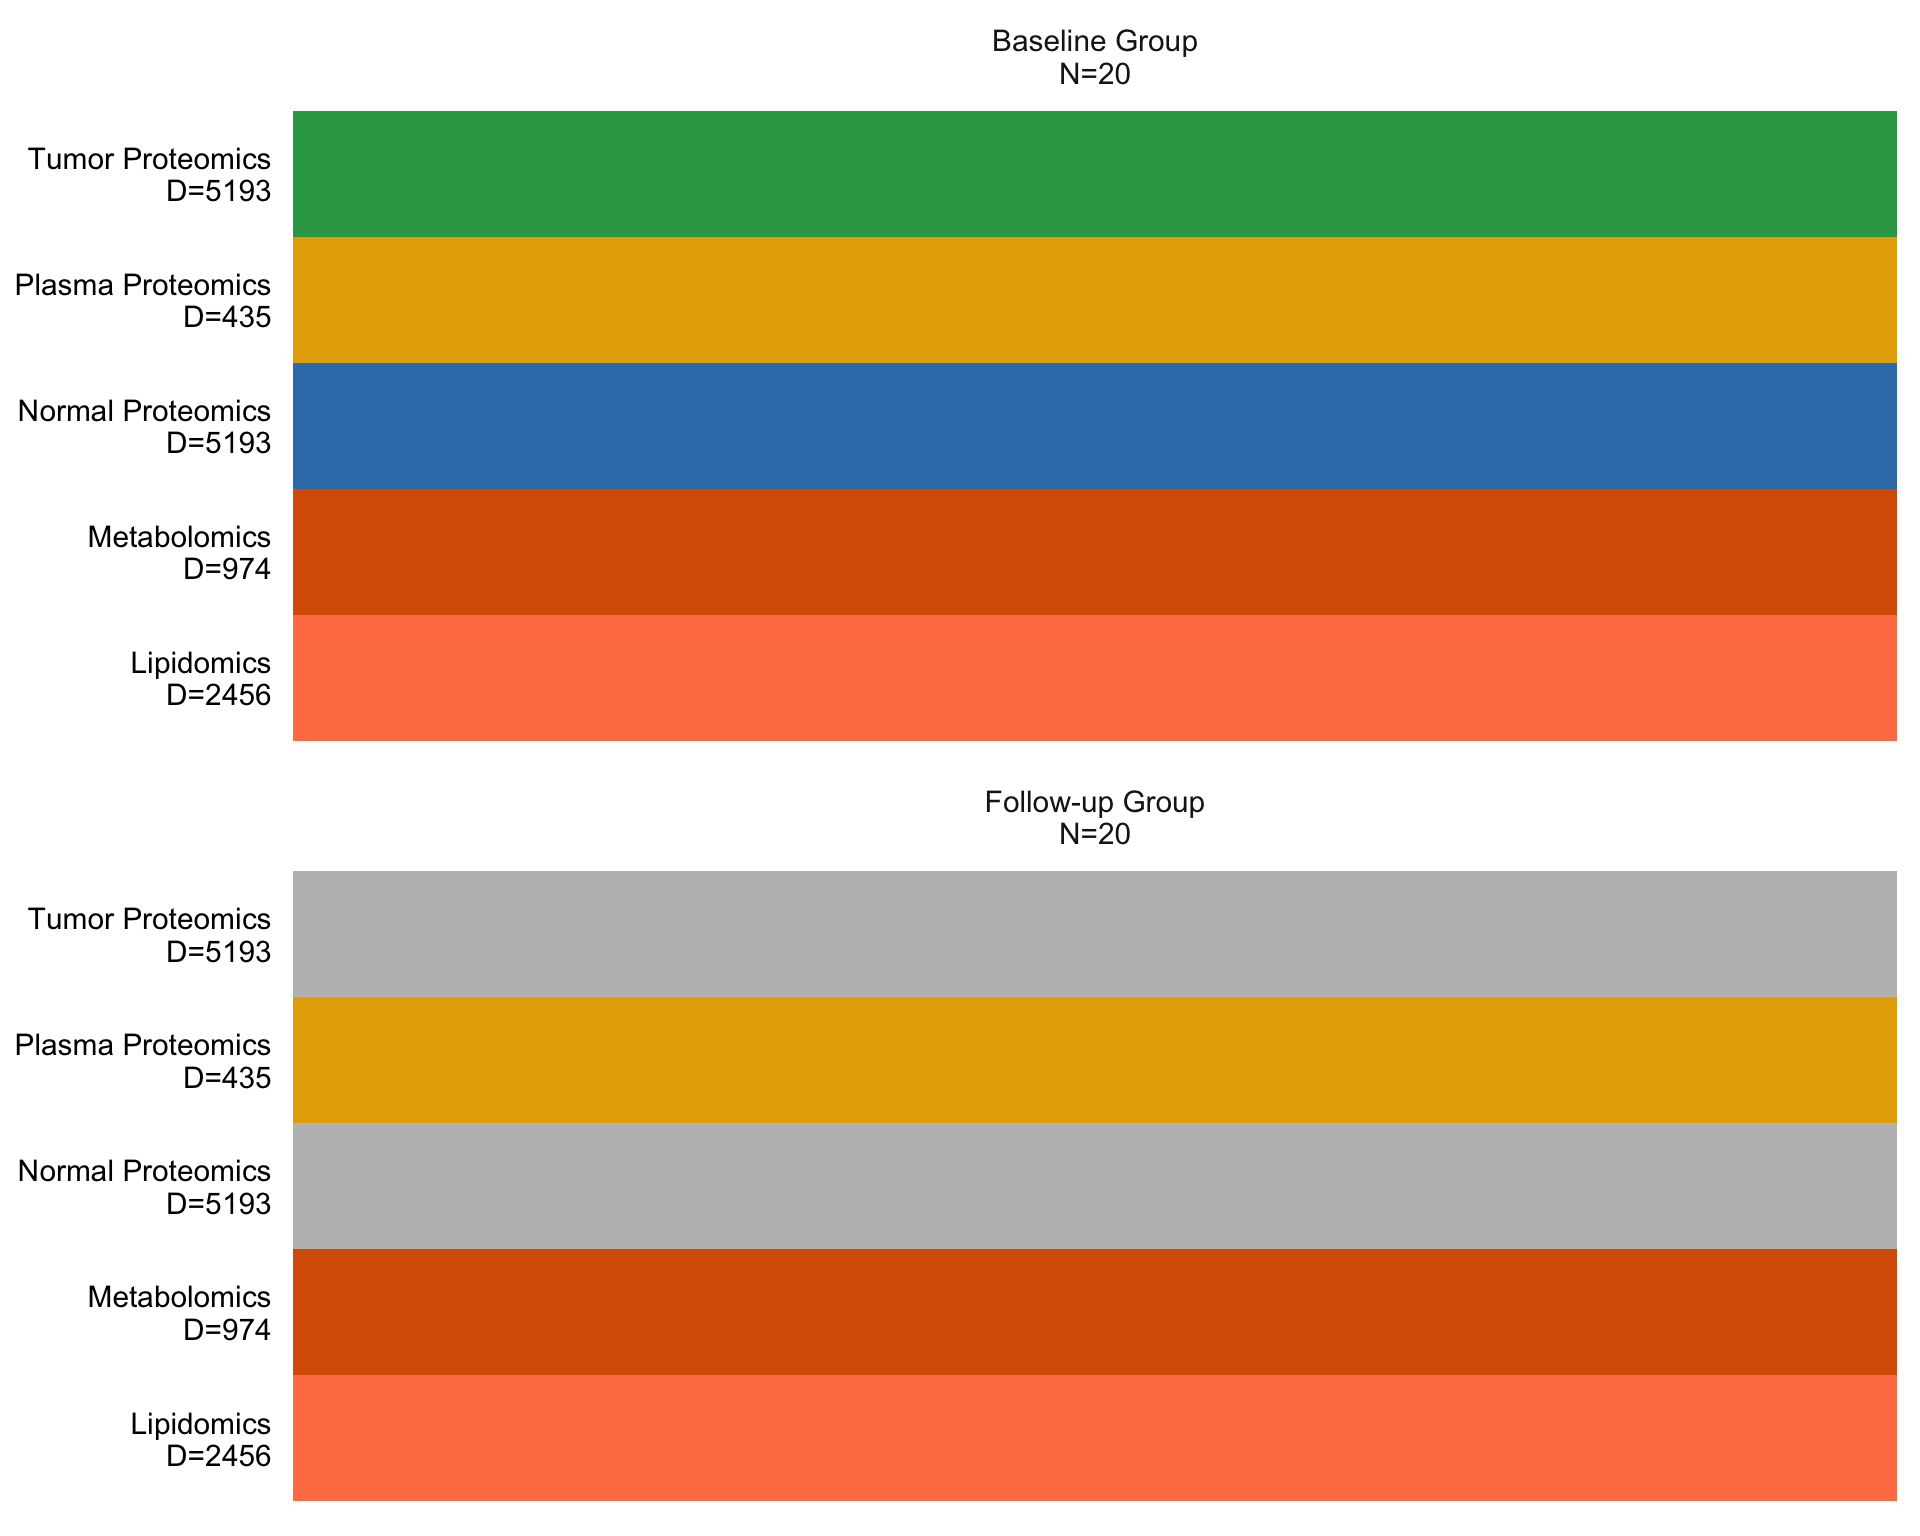 Baseline Group
N=20
Tumor Proteomics
D=5193
Plasma Proteomics
D=435
Normal Proteomics
D=5193
Metabolomics
D=974
Lipidomics
D=2456
Follow-up Group
N=20
Tumor Proteomics
D=5193
Plasma Proteomics
D=435
Normal Proteomics
D=5193
Metabolomics
D=974
Lipidomics
D=2456